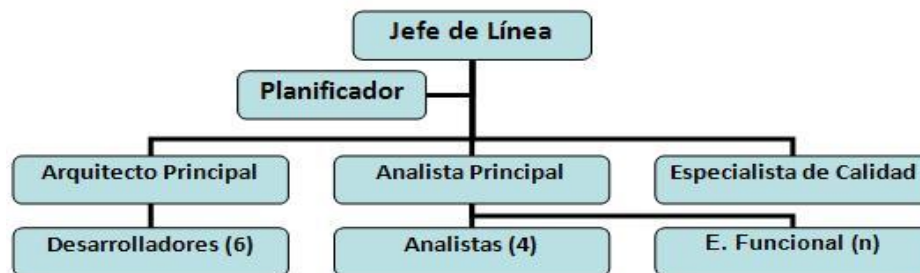 Jefe de Línea
Planificador
Arquitecto Principal
Analista Principal
Especialista de Calidad
Desarrolladores (6)
Analistas (4)
E. Funcional (n)